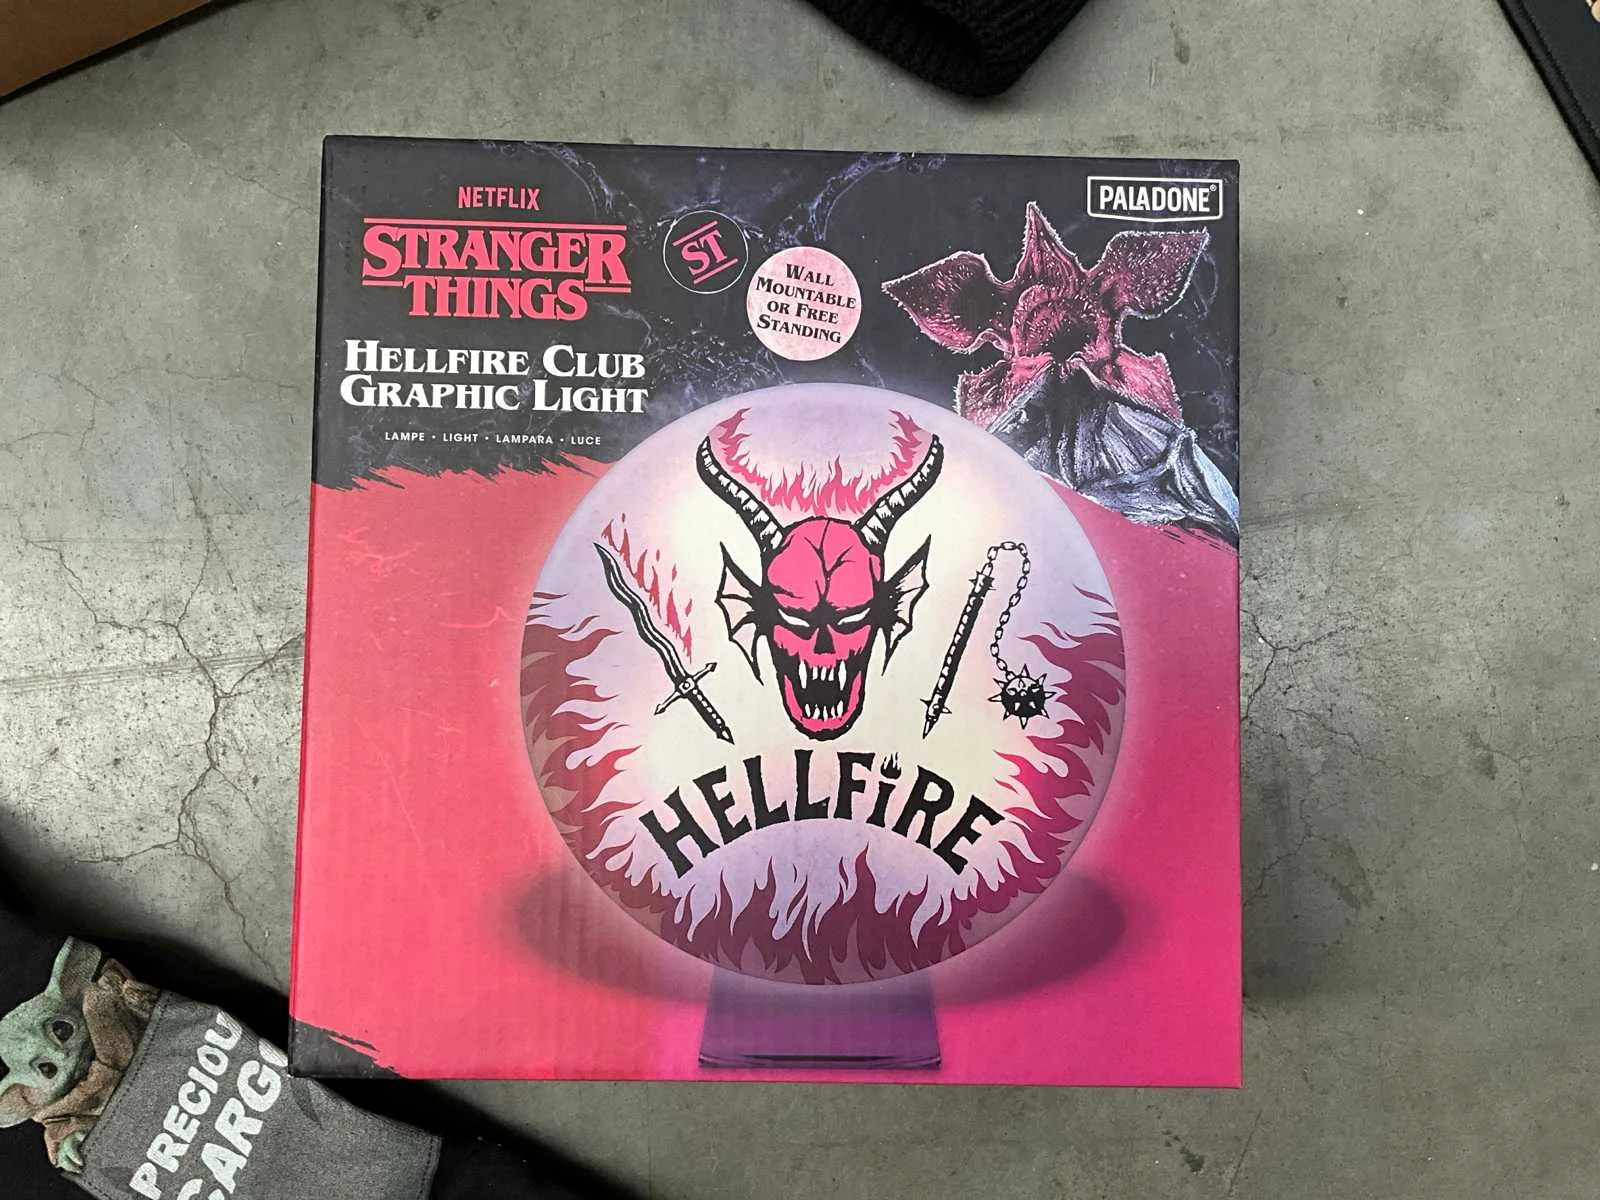 NETFLIX
STRANGER
THINGS
HELLFIRE CLUB
GRAPHIC LIGHT
LAMPE • LIGHT • LAMPARA • LUCE
ST
WALL
MOUNTABLE
OR FREE
STANDING
PALADONE®
HELLFiRE
PRECIOU
CARG